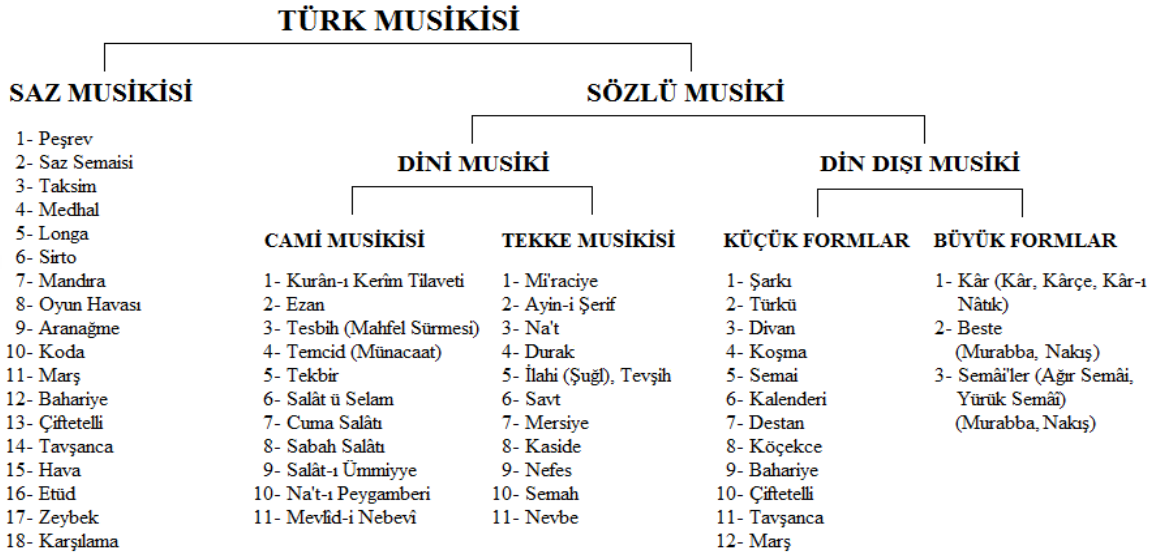 TÜRK MUSİKİSİ
SAZ MUSİKİSİ
1- Peşrev
2- Saz Semaisi
3- Taksim
4- Medhal
5- Longa
6- Sirto
7- Mandıra
8- Oyun Havası
9- Aranağme
10- Koda
11- Marş
12- Bahariye
13- Çiftetelli
14- Tavşanca
15- Hava
16- Etüd
17- Zeybek
18- Karşılama
SÖZLÜ MUSİKİ
DİNİ MUSİKİ
CAMİ MUSİKİSİ
1- Kurân-ı Kerîm Tilaveti
2- Ezan
3- Tesbih (Mahfel Sürmesi)
4- Temcid (Münacaat)
5- Tekbir
6- Salât ü Selam
7- Cuma Salâtı
8- Sabah Salâtı
9- Salât-ı Ümmiyye
10- Na't-ı Peygamberi
11- Mevlîd-i Nebevî
TEKKE MUSİKİSİ
1- Mi'raciye
2- Ayin-i Şerif
3- Na't
4- Durak
5- İlahi (Şuğl), Tevşih
6- Savt
7- Mersiye
8- Kaside
9- Nefes
10- Semah
11- Nevbe
DİN DIŞI MUSİKİ
KÜÇÜK FORMLAR
1- Şarkı
2- Türkü
3- Divan
4- Koşma
5- Semai
6- Kalenderi
7- Destan
8- Köçekce
9- Bahariye
10- Çiftetelli
11- Tavşanca
12- Marş
BÜYÜK FORMLAR
1- Kâr (Kâr, Kârçe, Kâr-ı
Nâtık)
2- Beste
(Murabba, Nakış)
3- Semâi'ler (Ağır Semâi,
Yürük Semâî)
(Murabba, Nakış)